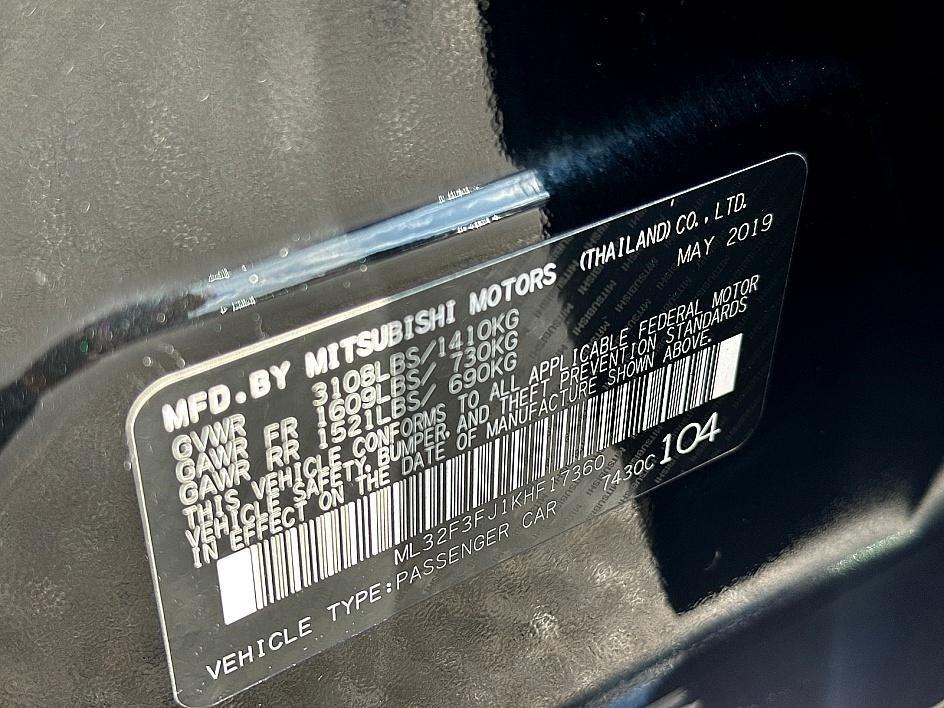 MFD.BY MITSUBISHI MOTORS (THAILAND) CO.,LTD.
MAY 2019
GVWR 3108LBS/1410KG
GAWR FR 1609LBS/ 730KG
GAWR RR 1521LBS/ 690KG
THIS VEHICLE CONFORMS TO ALL APPLICABLE FEDERAL MOTOR
VEHICLE SAFETY, BUMPER, AND THEFT PREVENTION STANDARDS
IN EFFECT ON THE DATE OF MANUFACTURE SHOWN ABOVE.
ML32F3FJ1KHF17360
7430C 104
VEHICLE TYPE:PASSENGER CAR